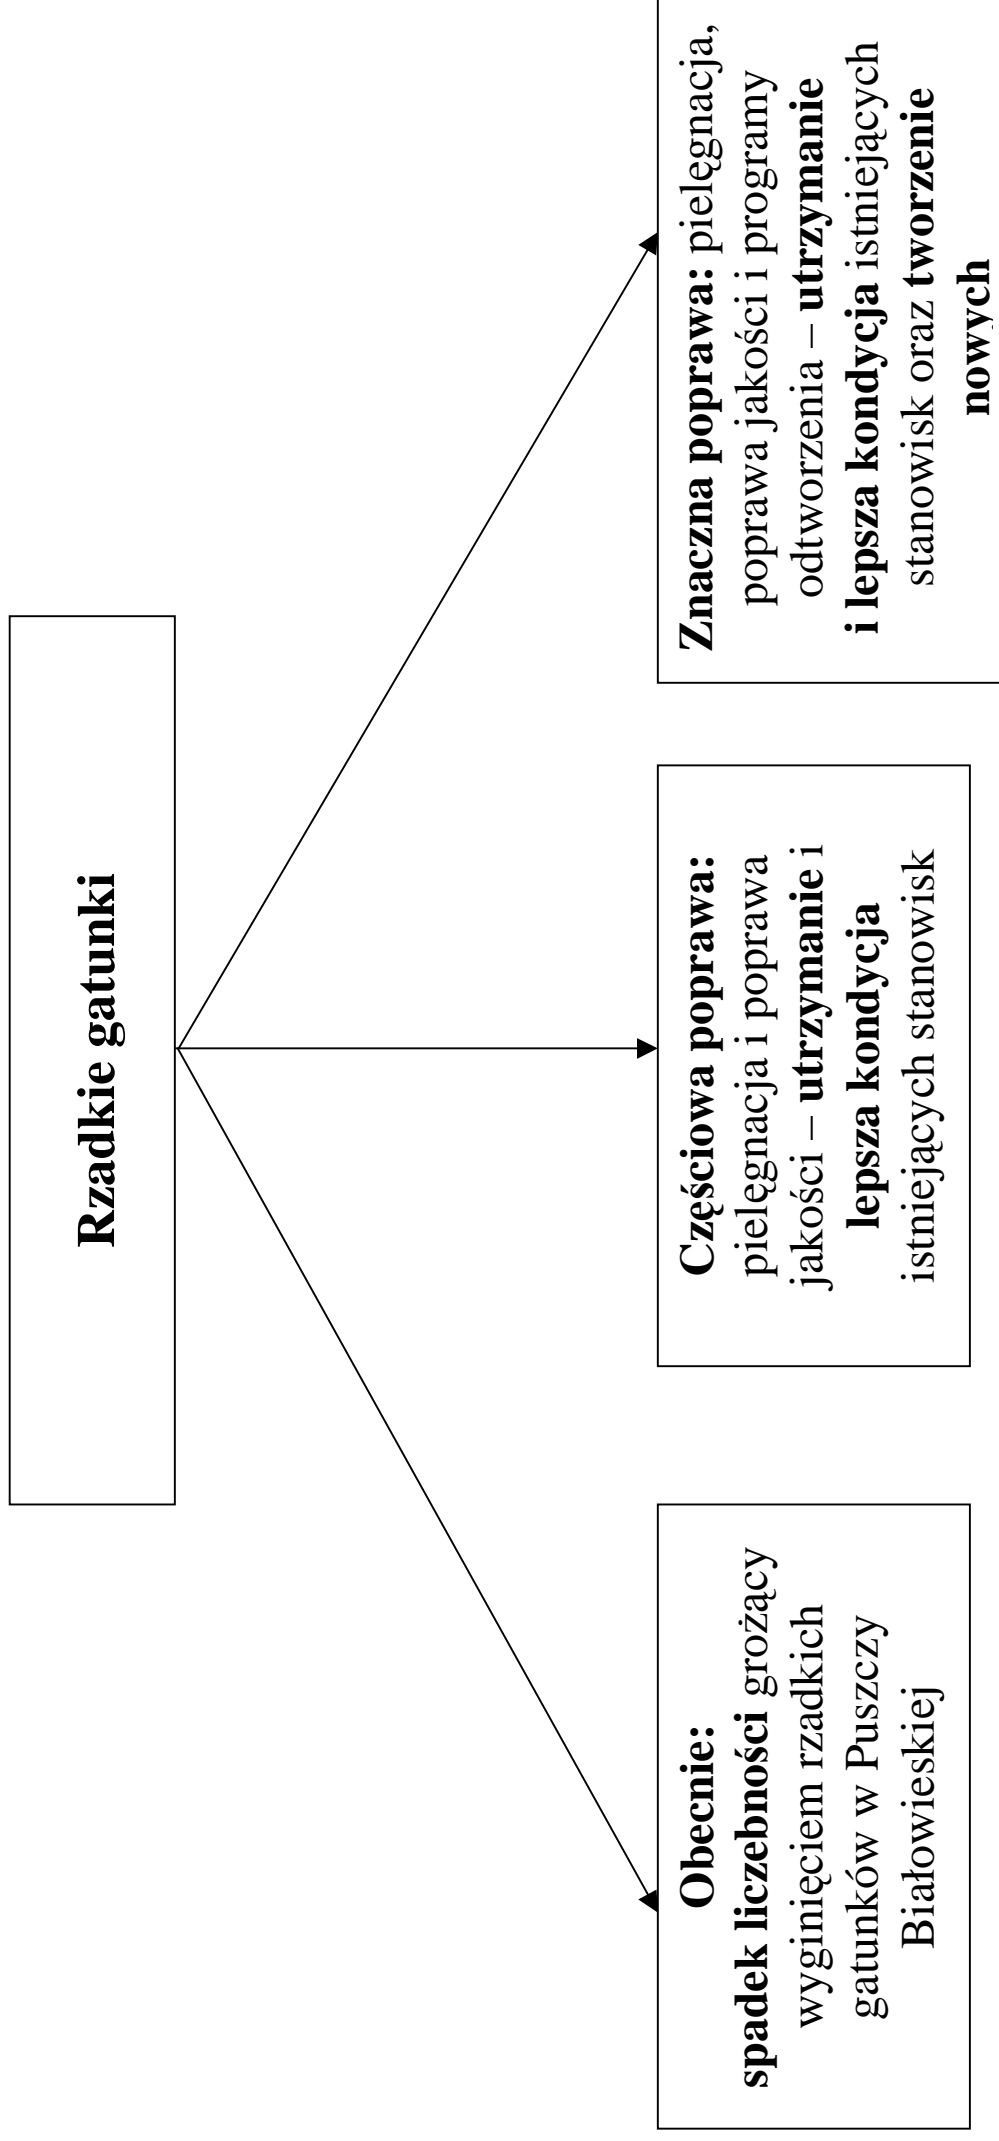 Rzadkie gatunki
Obecnie:
spadek liczebności grożący
wyginięciem rzadkich
gatunków w Puszczy
Białowieskiej
Częściowa poprawa:
pielęgnacja i poprawa
jakości – utrzymanie i
lepsza kondycja
istniejących stanowisk
Znaczna poprawa: pielęgnacja,
poprawa jakości i programy
odtworzenia – utrzymanie
i lepsza kondycja istniejących
stanowisk oraz tworzenie
nowych